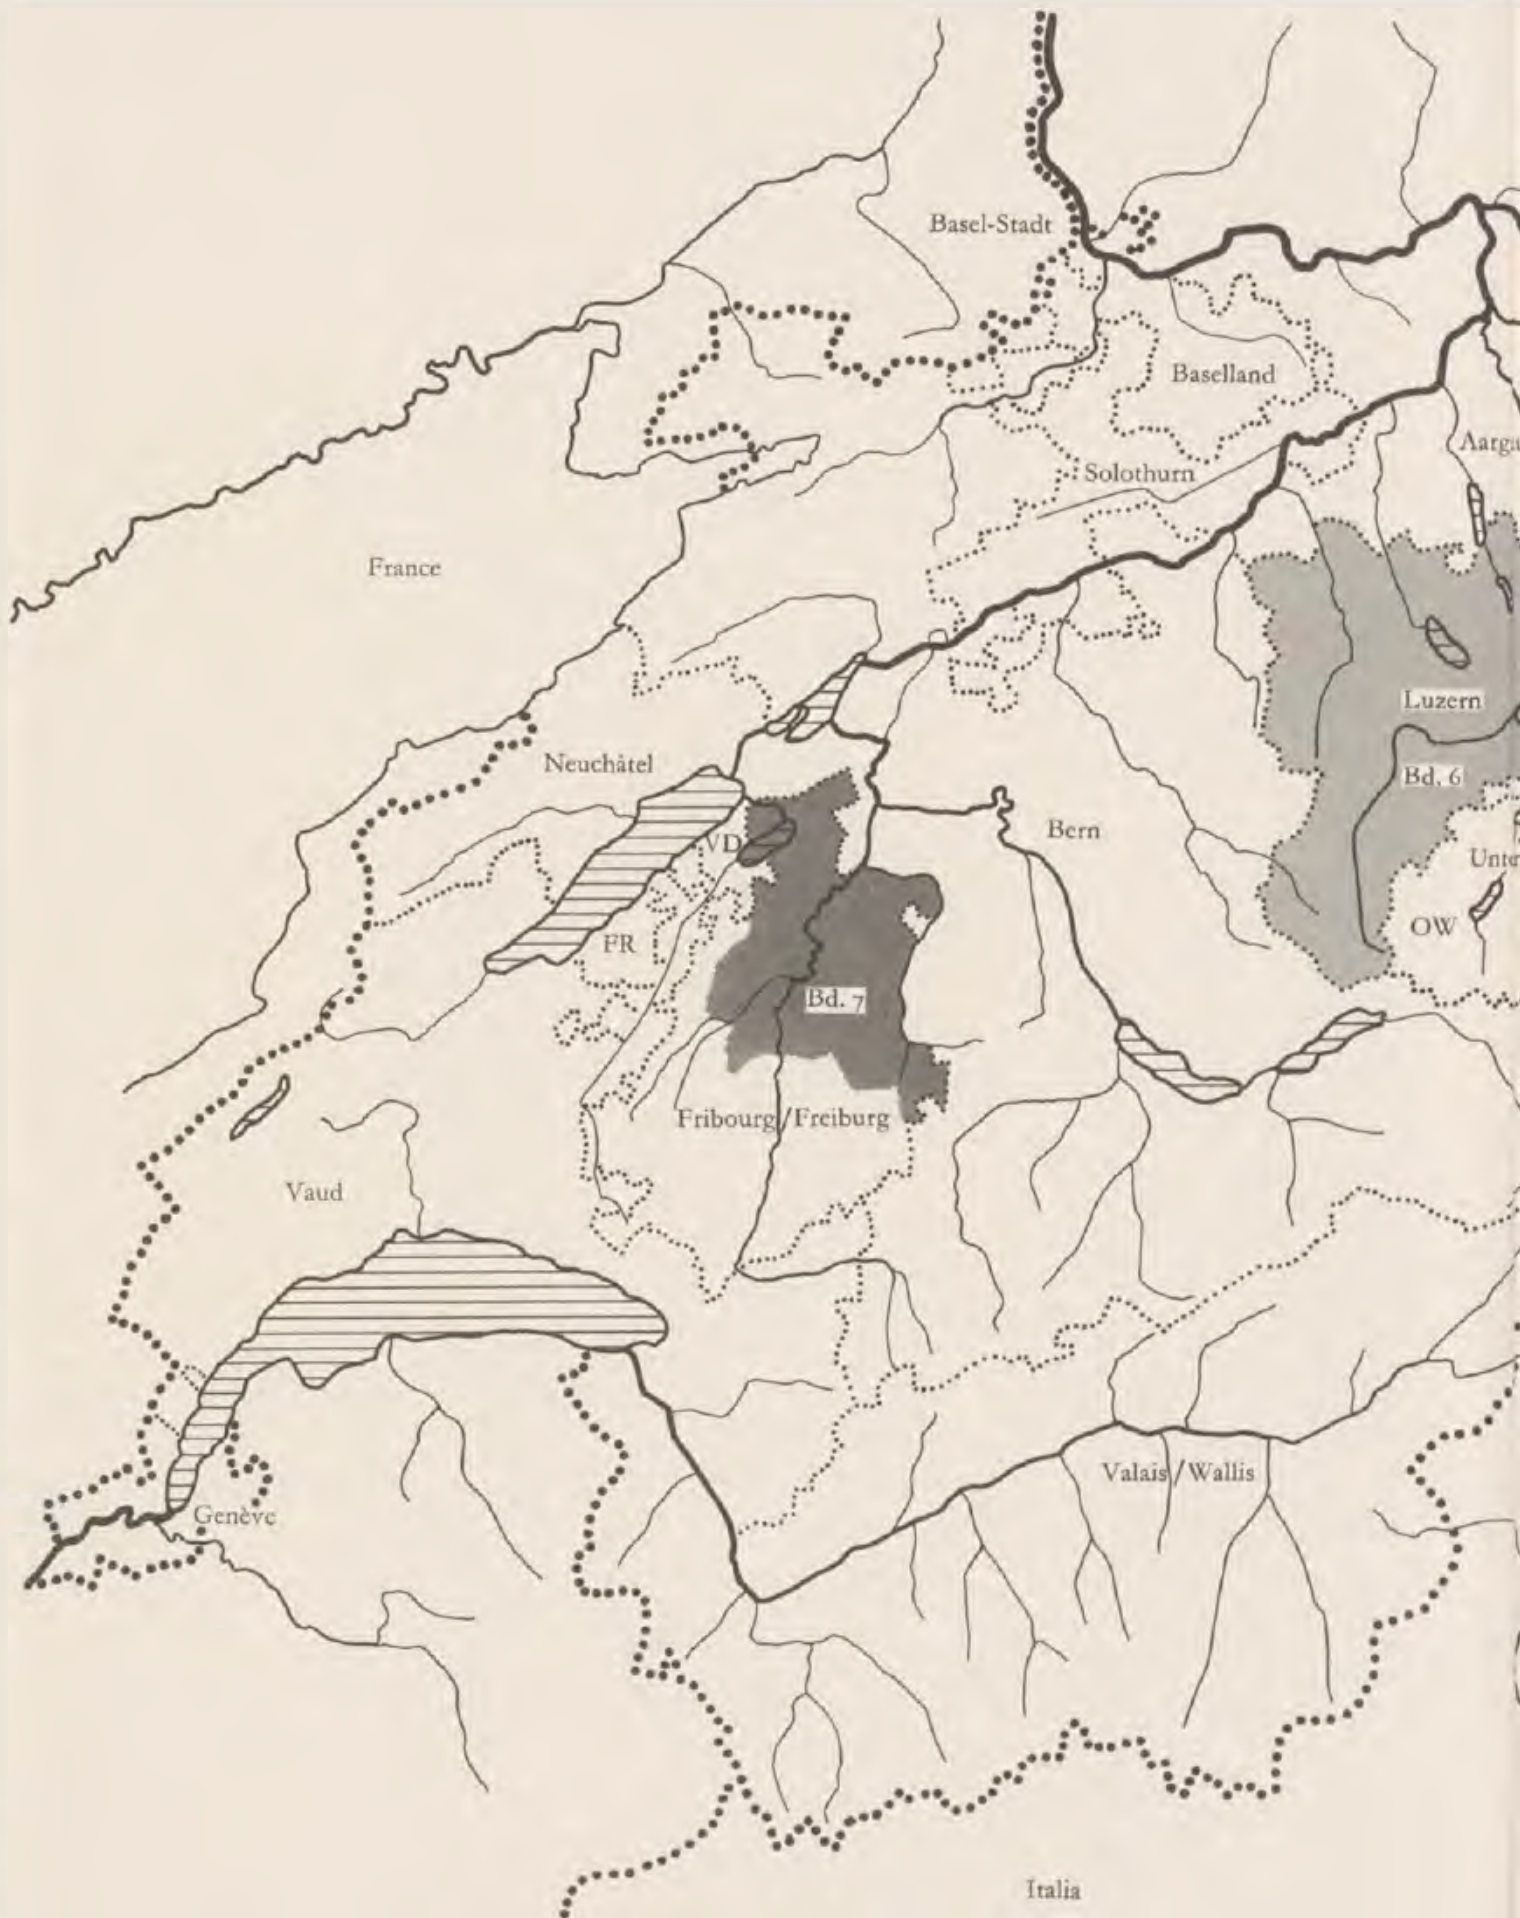 Basel-Stadt
Baselland
Aarga
Solothurn
France
Luzern
Neuchâtel
Bd. 6
Bern
VD
Unte
OW
FR
Bd. 7
Fribourg/Freiburg
Vaud
Valais/Wallis
Genève
Italia